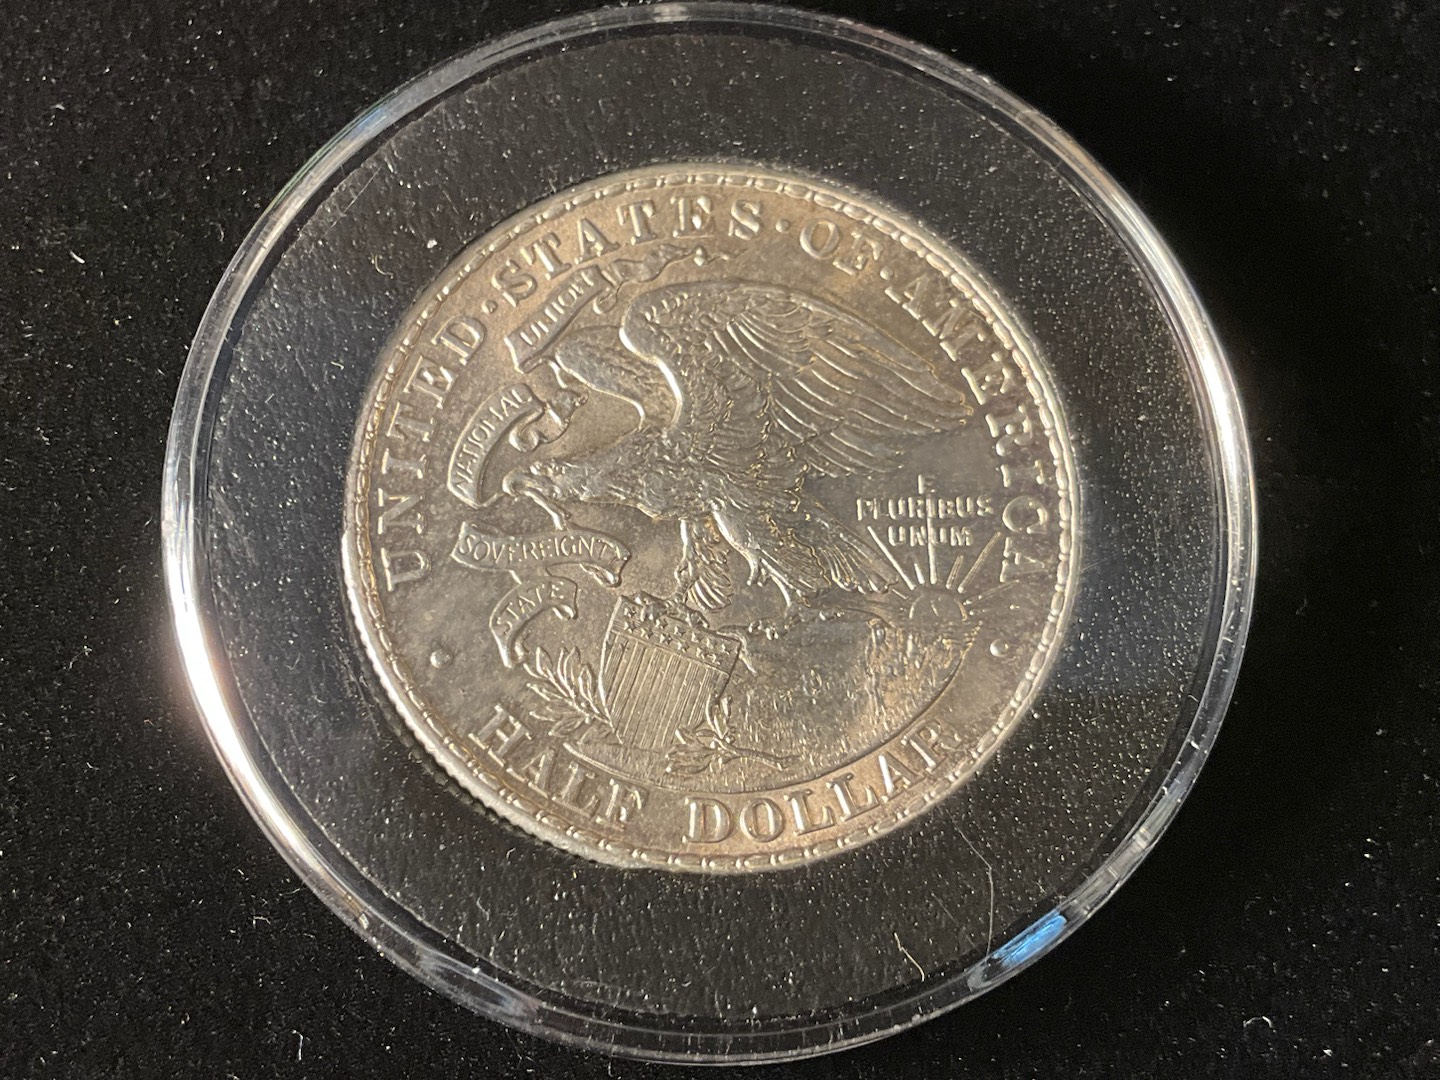 UNITED·STATES·OF·AMERICA
STATE
SOVEREIGNTY
NATIONAL
UNION
E
PLURIBUS
UNUM
HALF DOLLAR